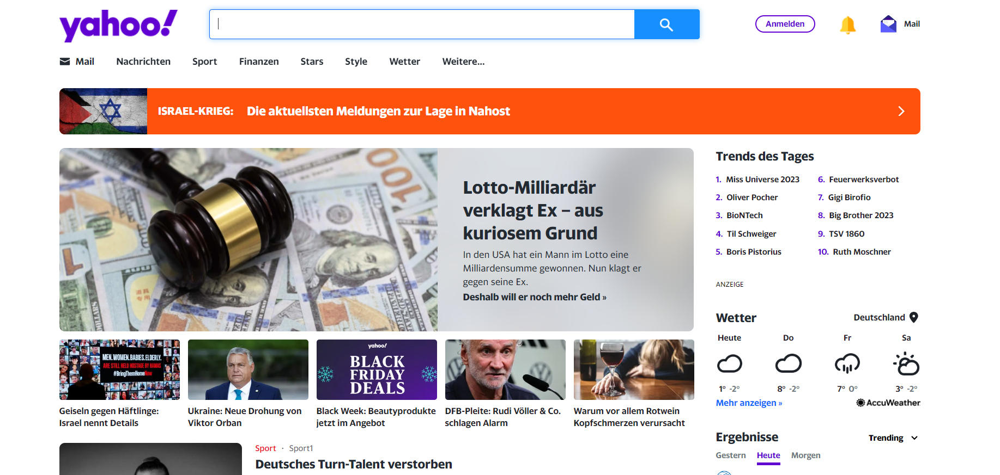 yahoo!
Anmelden
Mail
Mail Nachrichten Sport Finanzen Stars Style Wetter Weitere...
ISRAEL-KRIEG: Die aktuellsten Meldungen zur Lage in Nahost
Lotto-Milliardär
verklagt Ex – aus
kuriosem Grund
In den USA hat ein Mann im Lotto eine
Milliardensumme gewonnen. Nun klagt er
gegen seine Ex.
Deshalb will er noch mehr Geld »
100
MEN. WOMEN. BABIES. ELDERLY.
ARE STILL HELD HOSTAGE BY HAMAS
#BringThemHomeNow
Geiseln gegen Häftlinge:
Israel nennt Details
Ukraine: Neue Drohung von
Viktor Orban
yahoo!
BLACK
FRIDAY
DEALS
Black Week: Beautyprodukte
jetzt im Angebot
DFB-Pleite: Rudi Völler & Co.
schlagen Alarm
Warum vor allem Rotwein
Kopfschmerzen verursacht
Sport · Sport1
Deutsches Turn-Talent verstorben
Trends des Tages
1. Miss Universe 2023
2. Oliver Pocher
3. BioNTech
4. Til Schweiger
5. Boris Pistorius
6. Feuerwerksverbot
7. Gigi Birofio
8. Big Brother 2023
9. TSV 1860
10. Ruth Moschner
ANZEIGE
Wetter Deutschland
Heute Do Fr Sa
1° -2° 8° -2° 7° 0° 3° -2°
Mehr anzeigen » AccuWeather
Ergebnisse Trending
Gestern Heute Morgen